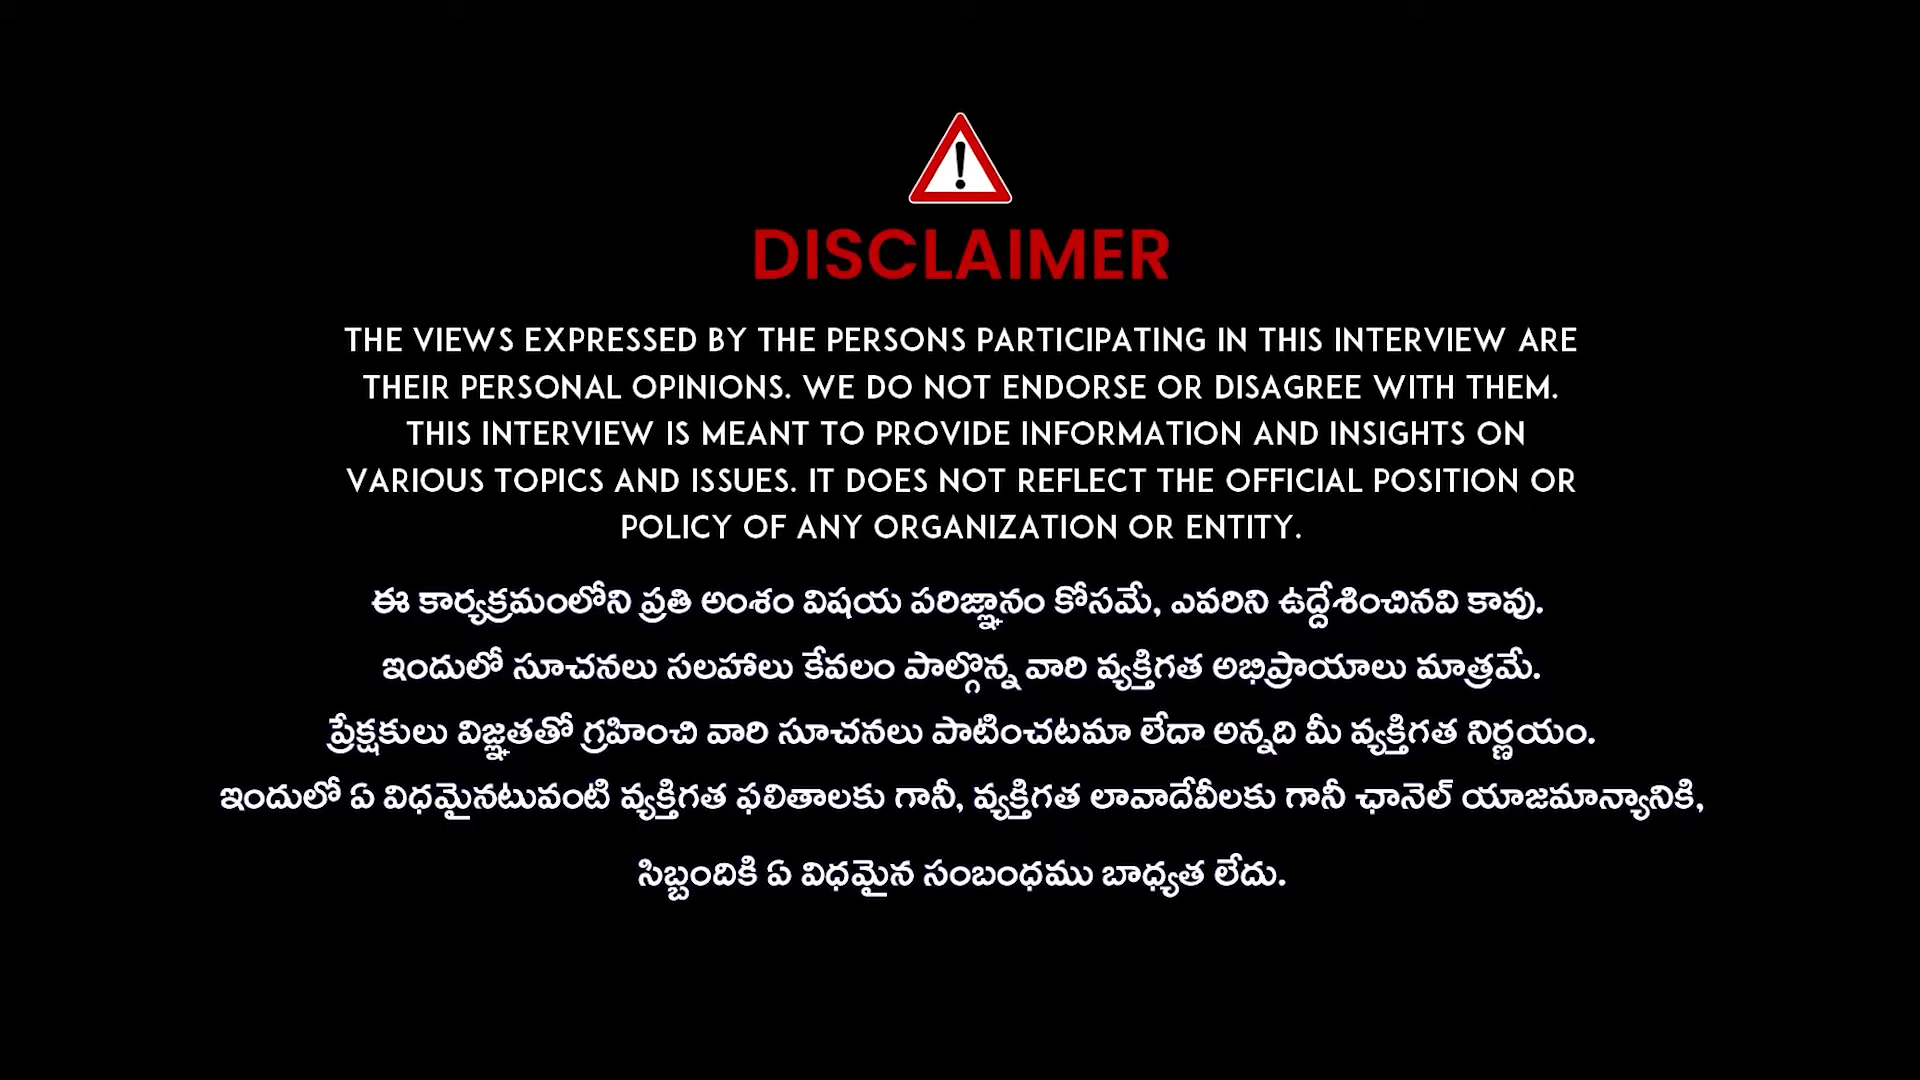 DISCLAIMER
THE VIEWS EXPRESSED BY THE PERSONS PARTICIPATING IN THIS INTERVIEW ARE
THEIR PERSONAL OPINIONS. WE DO NOT ENDORSE OR DISAGREE WITH THEM.
THIS INTERVIEW IS MEANT TO PROVIDE INFORMATION AND INSIGHTS ON
VARIOUS TOPICS AND ISSUES. IT DOES NOT REFLECT THE OFFICIAL POSITION OR
POLICY OF ANY ORGANIZATION OR ENTITY.
ఈ కార్యక్రమంలోని ప్రతి అంశం విషయ పరిజ్ఞానం కోసమే, ఎవరిని ఉద్దేశించినవి కావు.
ఇందులో సూచనలు సలహాలు కేవలం పాల్గొన్న వారి వ్యక్తిగత అభిప్రాయాలు మాత్రమే.
ప్రేక్షకులు విజ్ఞతతో గ్రహించి వారి సూచనలు పాటించటమా లేదా అన్నది మీ వ్యక్తిగత నిర్ణయం.
ఇందులో ఏ విధమైనటువంటి వ్యక్తిగత ఫలితాలకు గానీ, వ్యక్తిగత లావాదేవీలకు గానీ ఛానెల్ యాజమాన్యానికి,
సిబ్బందికి ఏ విధమైన సంబంధము బాధ్యత లేదు.